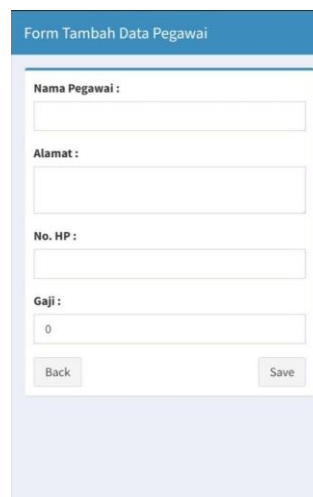 Form Tambah Data Pegawai
Nama Pegawai :
Alamat :
No. HP :
Gaji :
0
Back Save